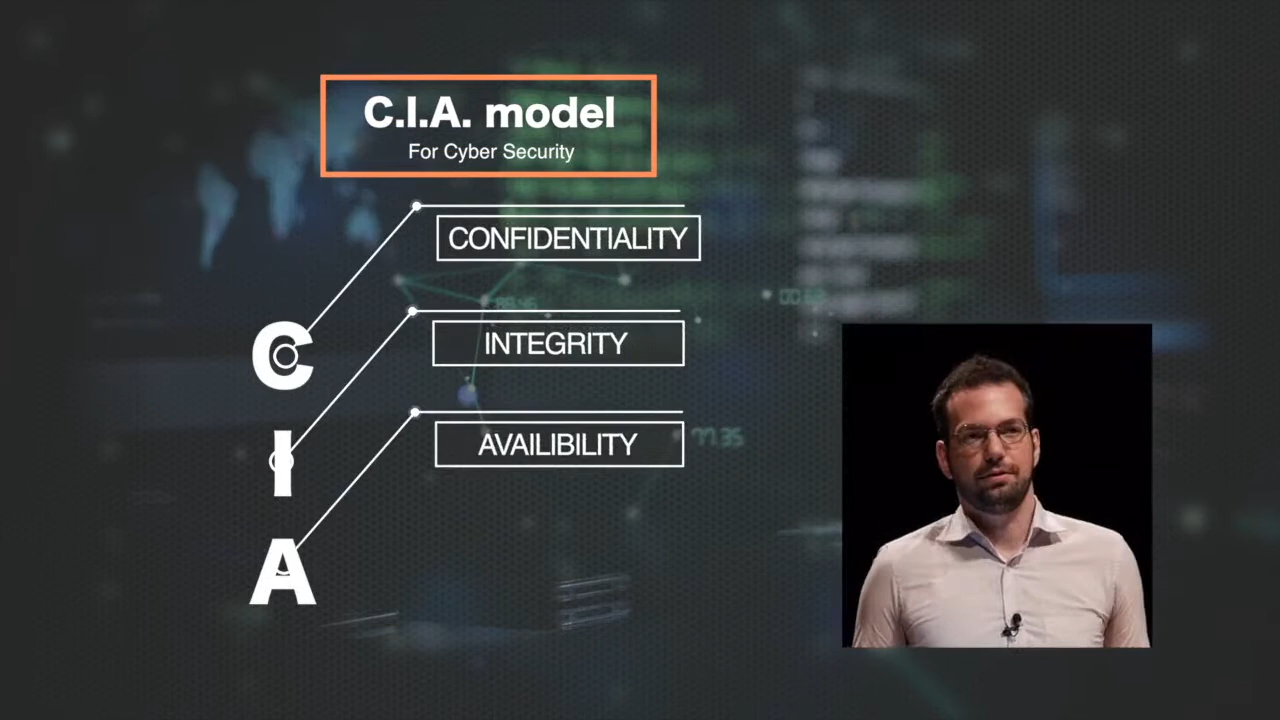 C.I.A. model
For Cyber Security
CONFIDENTIALITY
INTEGRITY
AVAILIBILITY
C
I
A